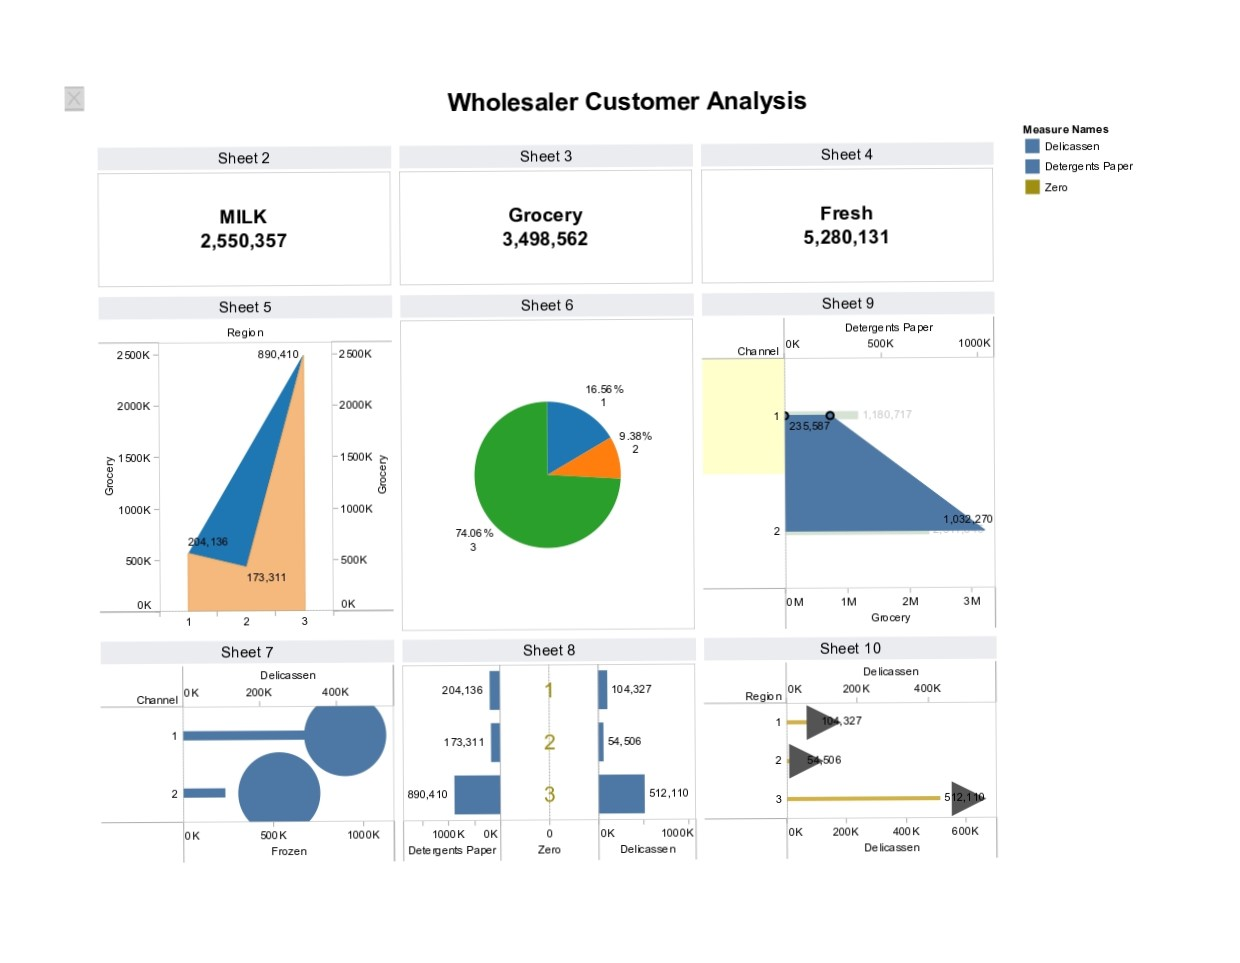 Wholesaler Customer Analysis
Measure Names
Delicassen
Detergents Paper
Zero
Sheet 2
MILK
2,550,357
Sheet 3
Grocery
3,498,562
Sheet 4
Fresh
5,280,131
Sheet 5
Region
2500K
2000K
1500K
1000K
500K
0K
Grocery
890,410
204,136
173,311
1
2
3
2500K
2000K
1500K
1000K
500K
0K
Grocery
Sheet 6
16.56%
1
9.38%
2
74.06%
3
Sheet 9
Detergents Paper
0K 500K 1000K
Channel
1
1,180,717
235,587
1,032,270
2
0M 1M 2M 3M
Grocery
Sheet 7
Delicassen
0K 200K 400K
Channel
1
2
0K 500K 1000K
Frozen
Sheet 8
204,136 1 104,327
173,311 2 54,506
890,410 3 512,110
1000K 0K 0 0K 1000K
Detergents Paper Zero Delicassen
Sheet 10
Delicassen
0K 200K 400K
Region
1 104,327
2 54,506
3 512,110
0K 200K 400K 600K
Delicassen